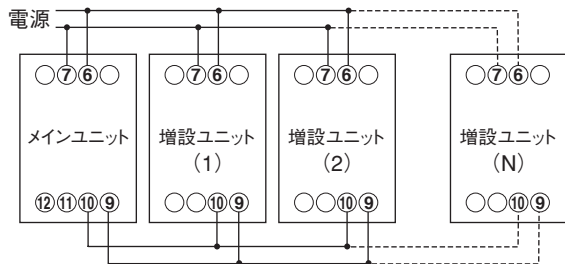 電源
⑦⑥ ⑦⑥ ⑦⑥ ⑦⑥
メインユニット 増設ユニット 増設ユニット 増設ユニット
(1) (2) (N)
⑫⑪⑩⑨ ⑩⑨ ⑩⑨ ⑩⑨